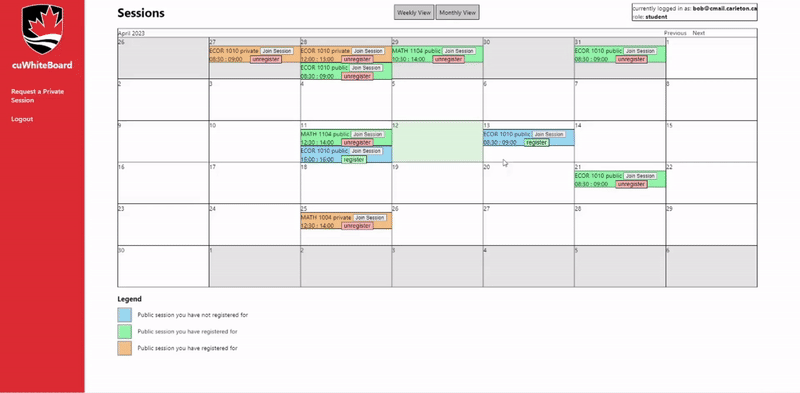 cuWhiteBoard
Request a Private
Session
Logout
Sessions
Weekly View
Monthly View
currently logged in as: bob@cmail.carleton.ca
role: student
April 2023
Previous Next
26
27
ECOR 1010 private Join Session
08:30 : 09:00 unregister
28
ECOR 1010 private Join Session
12:00 : 13:00 unregister
ECOR 1010 public Join Session
08:30 : 09:00 unregister
29
MATH 1104 public Join Session
10:30 : 14:00 unregister
30
31
ECOR 1010 public Join Session
08:30 : 09:00 unregister
1
2
3
4
5
6
7
8
9
10
11
MATH 1104 public Join Session
12:30 : 14:00 unregister
ECOR 1010 public Join Session
register
12
13
ECOR 1010 public Join Session
08:30 : 09:00 register
14
15
16
17
18
19
20
21
ECOR 1010 public Join Session
08:30 : 09:00 unregister
22
23
24
25
MATH 1004 private Join Session
12:30 : 14:00 unregister
26
27
28
29
30
1
2
3
4
5
6
Legend
Public session you have not registered for
Public session you have registered for
Public session you have registered for